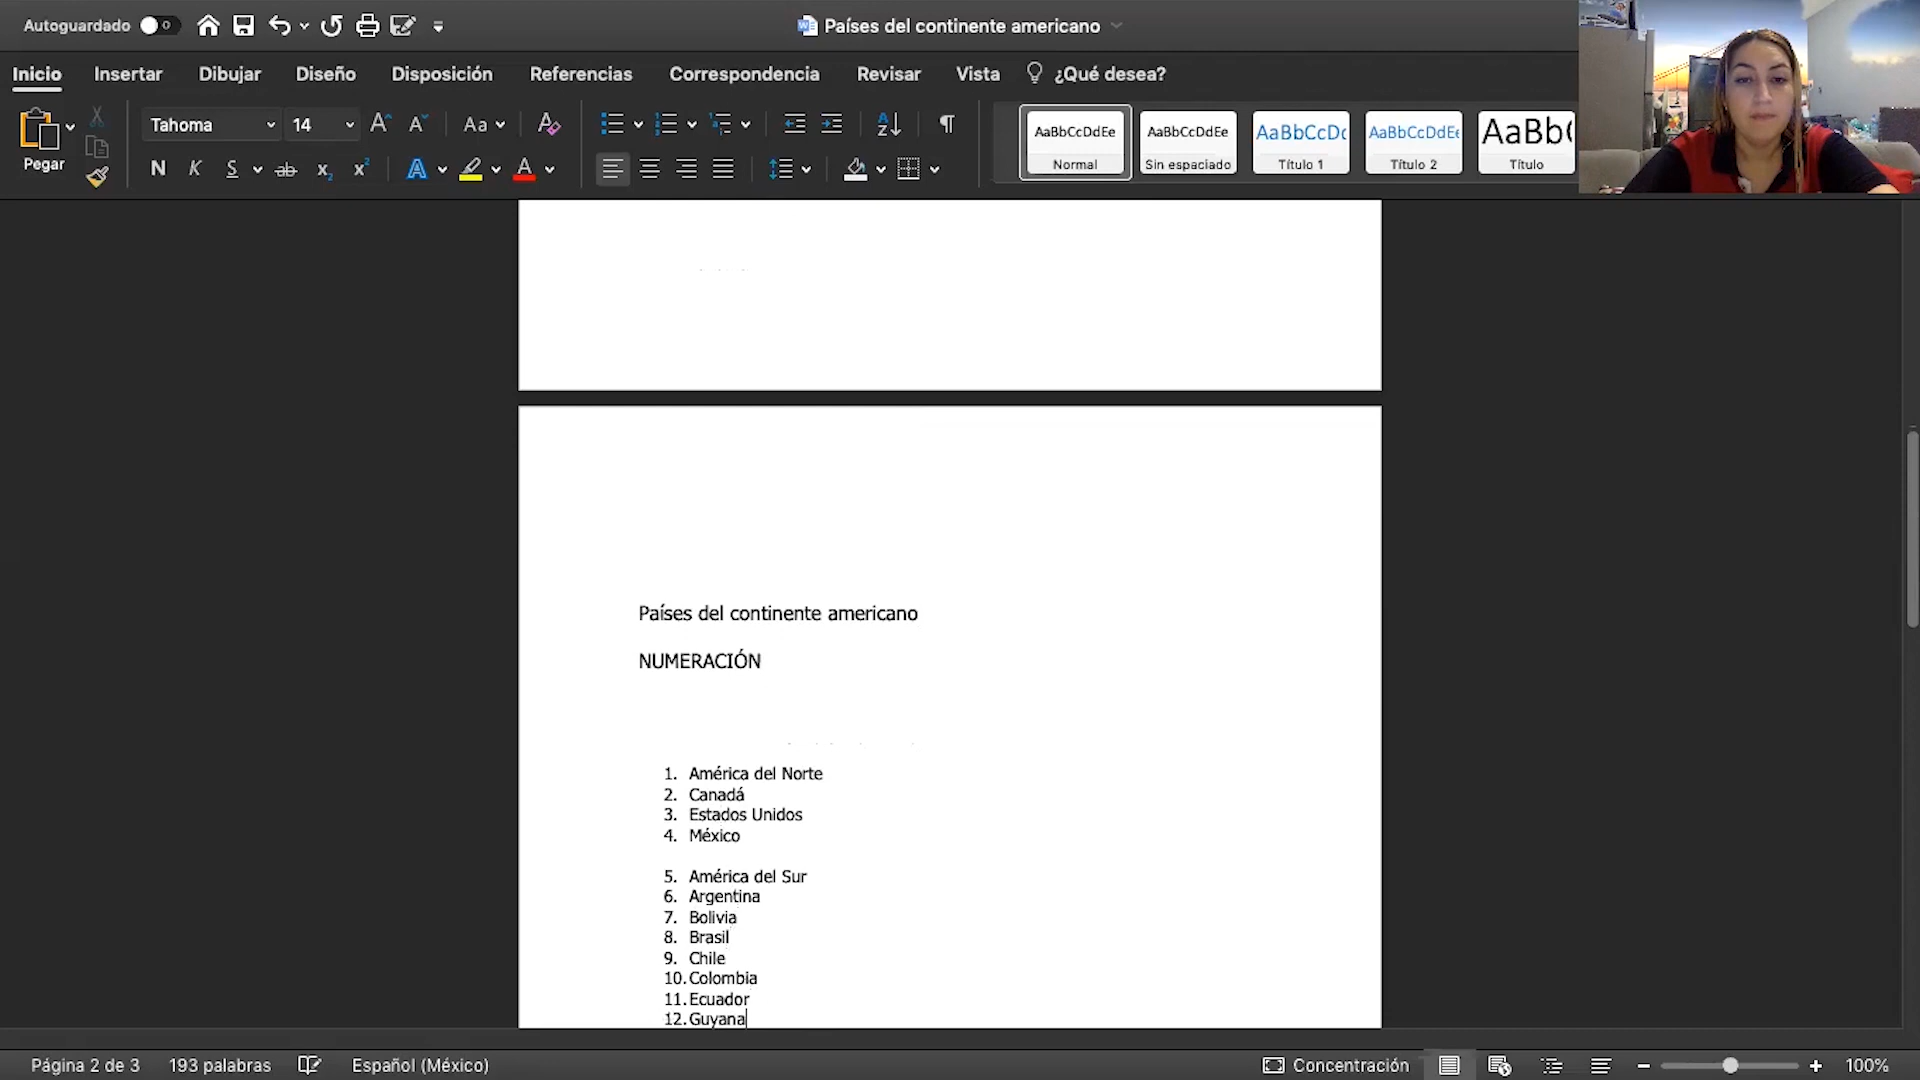 Autoguardado
Países del continente americano
Inicio Insertar Dibujar Diseño Disposición Referencias Correspondencia Revisar Vista ¿Qué desea?
Pegar
Tahoma 14 Aa
N K S ab x₂ x² A A
AaBbCcDdEe AaBbCcDdEe AaBbCcDc AaBbCcDdEe AaBb(
Normal Sin espaciado Título 1 Título 2 Título
Países del continente americano
NUMERACIÓN
1. América del Norte
2. Canadá
3. Estados Unidos
4. México
5. América del Sur
6. Argentina
7. Bolivia
8. Brasil
9. Chile
10. Colombia
11. Ecuador
12. Guyana
Página 2 de 3 193 palabras Español (México) Concentración 100%